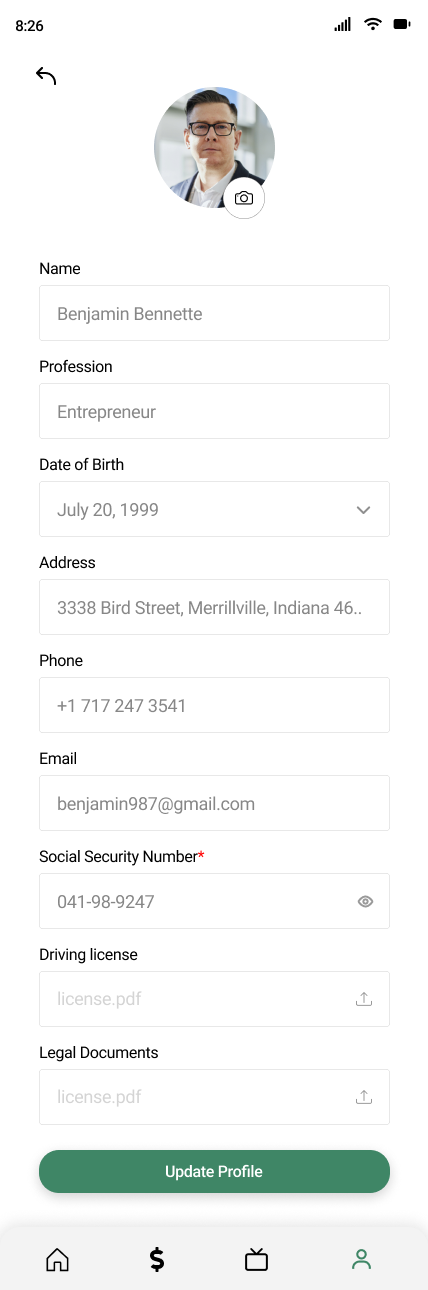 8:26
Name
Benjamin Bennette
Profession
Entrepreneur
Date of Birth
July 20, 1999
Address
3338 Bird Street, Merrillville, Indiana 46..
Phone
+1 717 247 3541
Email
benjamin987@gmail.com
Social Security Number*
041-98-9247
Driving license
license.pdf
Legal Documents
license.pdf
Update Profile
$